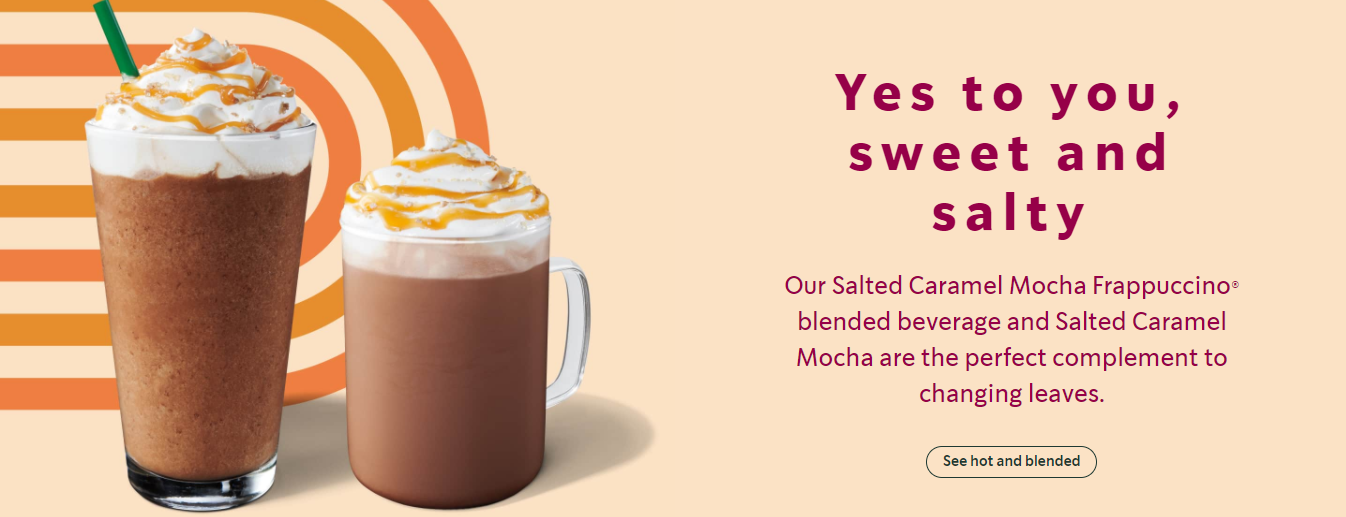 Yes to you,
sweet and
salty
Our Salted Caramel Mocha Frappuccino®
blended beverage and Salted Caramel
Mocha are the perfect complement to
changing leaves.
See hot and blended